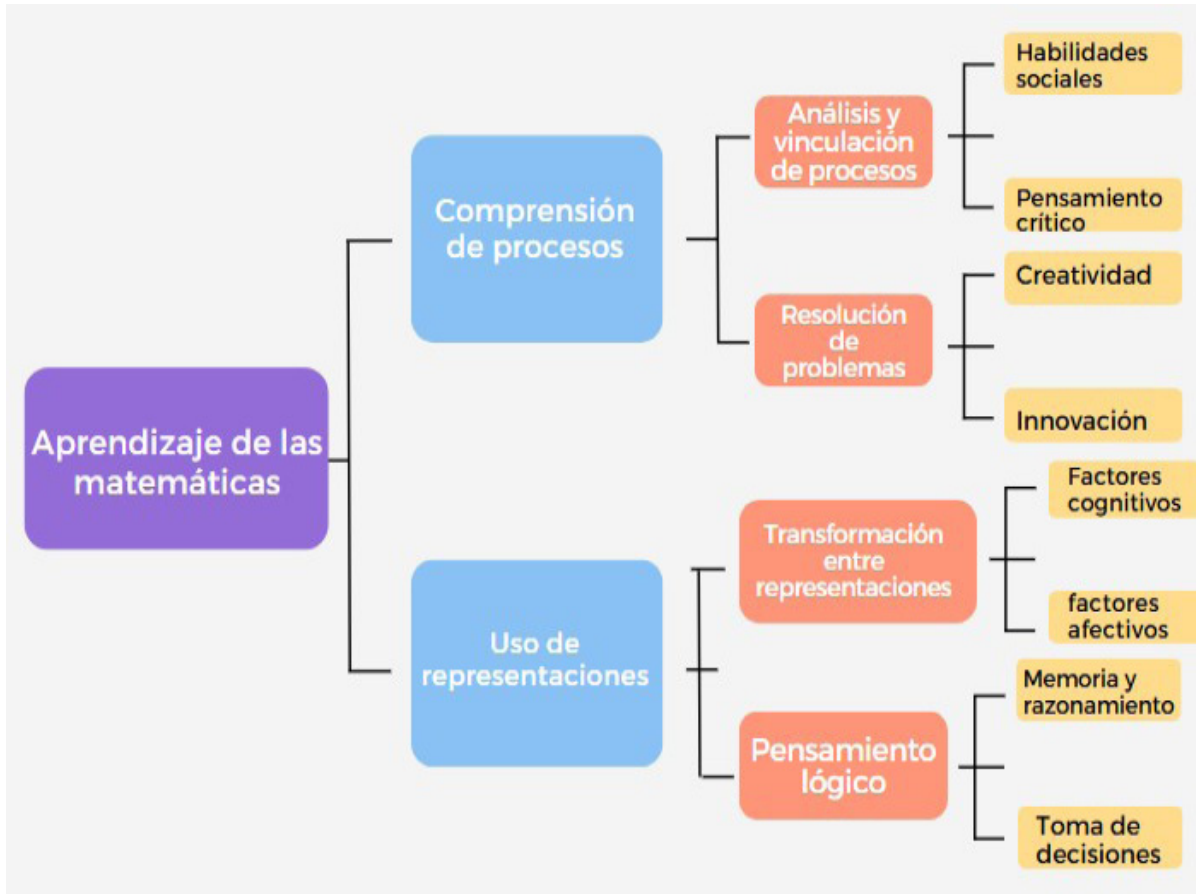 Aprendizaje de las
matemáticas
Comprensión
de procesos
Análisis y
vinculación
de procesos
Habilidades
sociales
Pensamiento
crítico
Resolución
de
problemas
Creatividad
Innovación
Uso de
representaciones
Transformación
entre
representaciones
Factores
cognitivos
factores
afectivos
Pensamiento
lógico
Memoria y
razonamiento
Toma de
decisiones